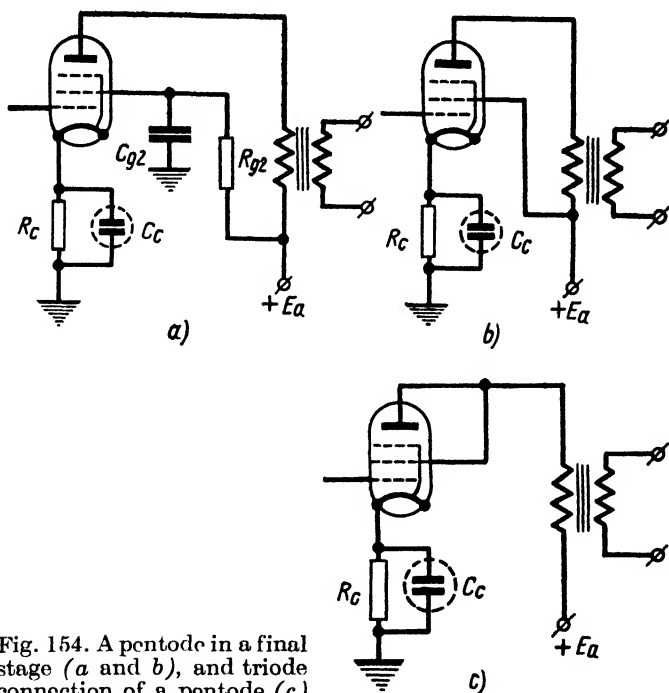 Cg2
Rg2
Rc
Cc
+Ea
a)
Rc
Cc
+Ea
b)
Rc
Cc
+Ea
c)
Fig. 154. A pentode in a final
stage (a and b), and triode
connection of a pentode (c)